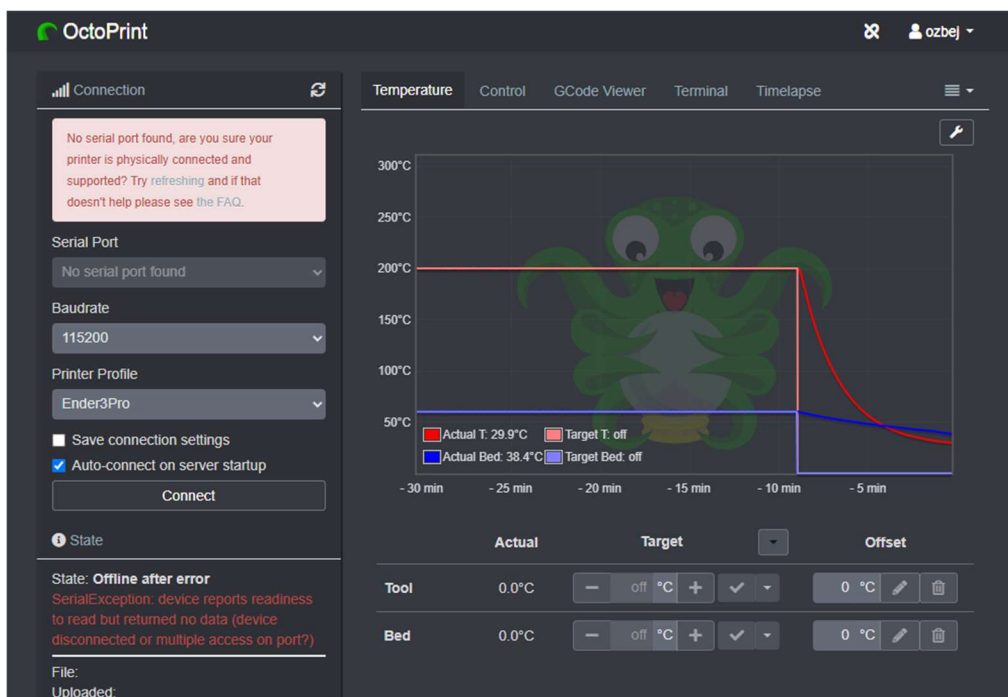 OctoPrint
ozbej
Connection
No serial port found, are you sure your
printer is physically connected and
supported? Try refreshing and if that
doesn't help please see the FAQ.
Serial Port
No serial port found
Baudrate
115200
Printer Profile
Ender3Pro
Save connection settings
Auto-connect on server startup
Connect
State
State: Offline after error
SerialException: device reports readiness
to read but returned no data (device
disconnected or multiple access on port?)
File:
Uploaded:
Temperature Control GCode Viewer Terminal Timelapse
300°C
250°C
200°C
150°C
100°C
50°C
Actual T: 29.9°C Target T: off
Actual Bed: 38.4°C Target Bed: off
- 30 min - 25 min - 20 min - 15 min - 10 min - 5 min
Actual Target Offset
Tool 0.0°C off °C 0 °C
Bed 0.0°C off °C 0 °C